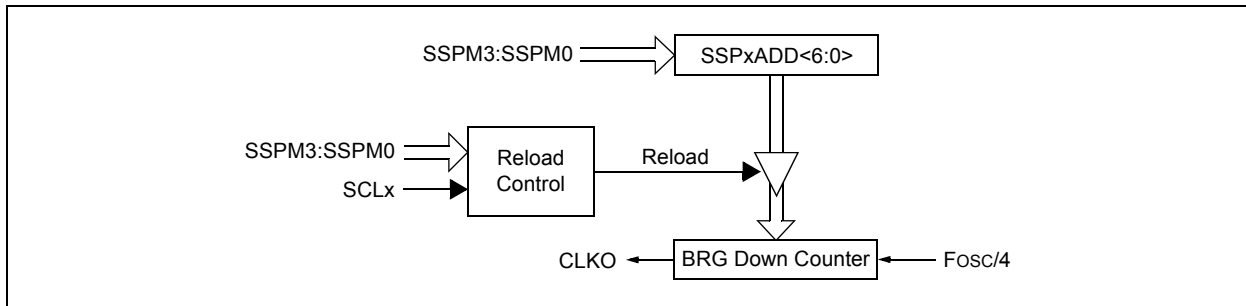 SSPM3:SSPM0
SSPxADD<6:0>
SSPM3:SSPM0
SCLx
Reload
Control
Reload
CLKO
BRG Down Counter
FOSC/4